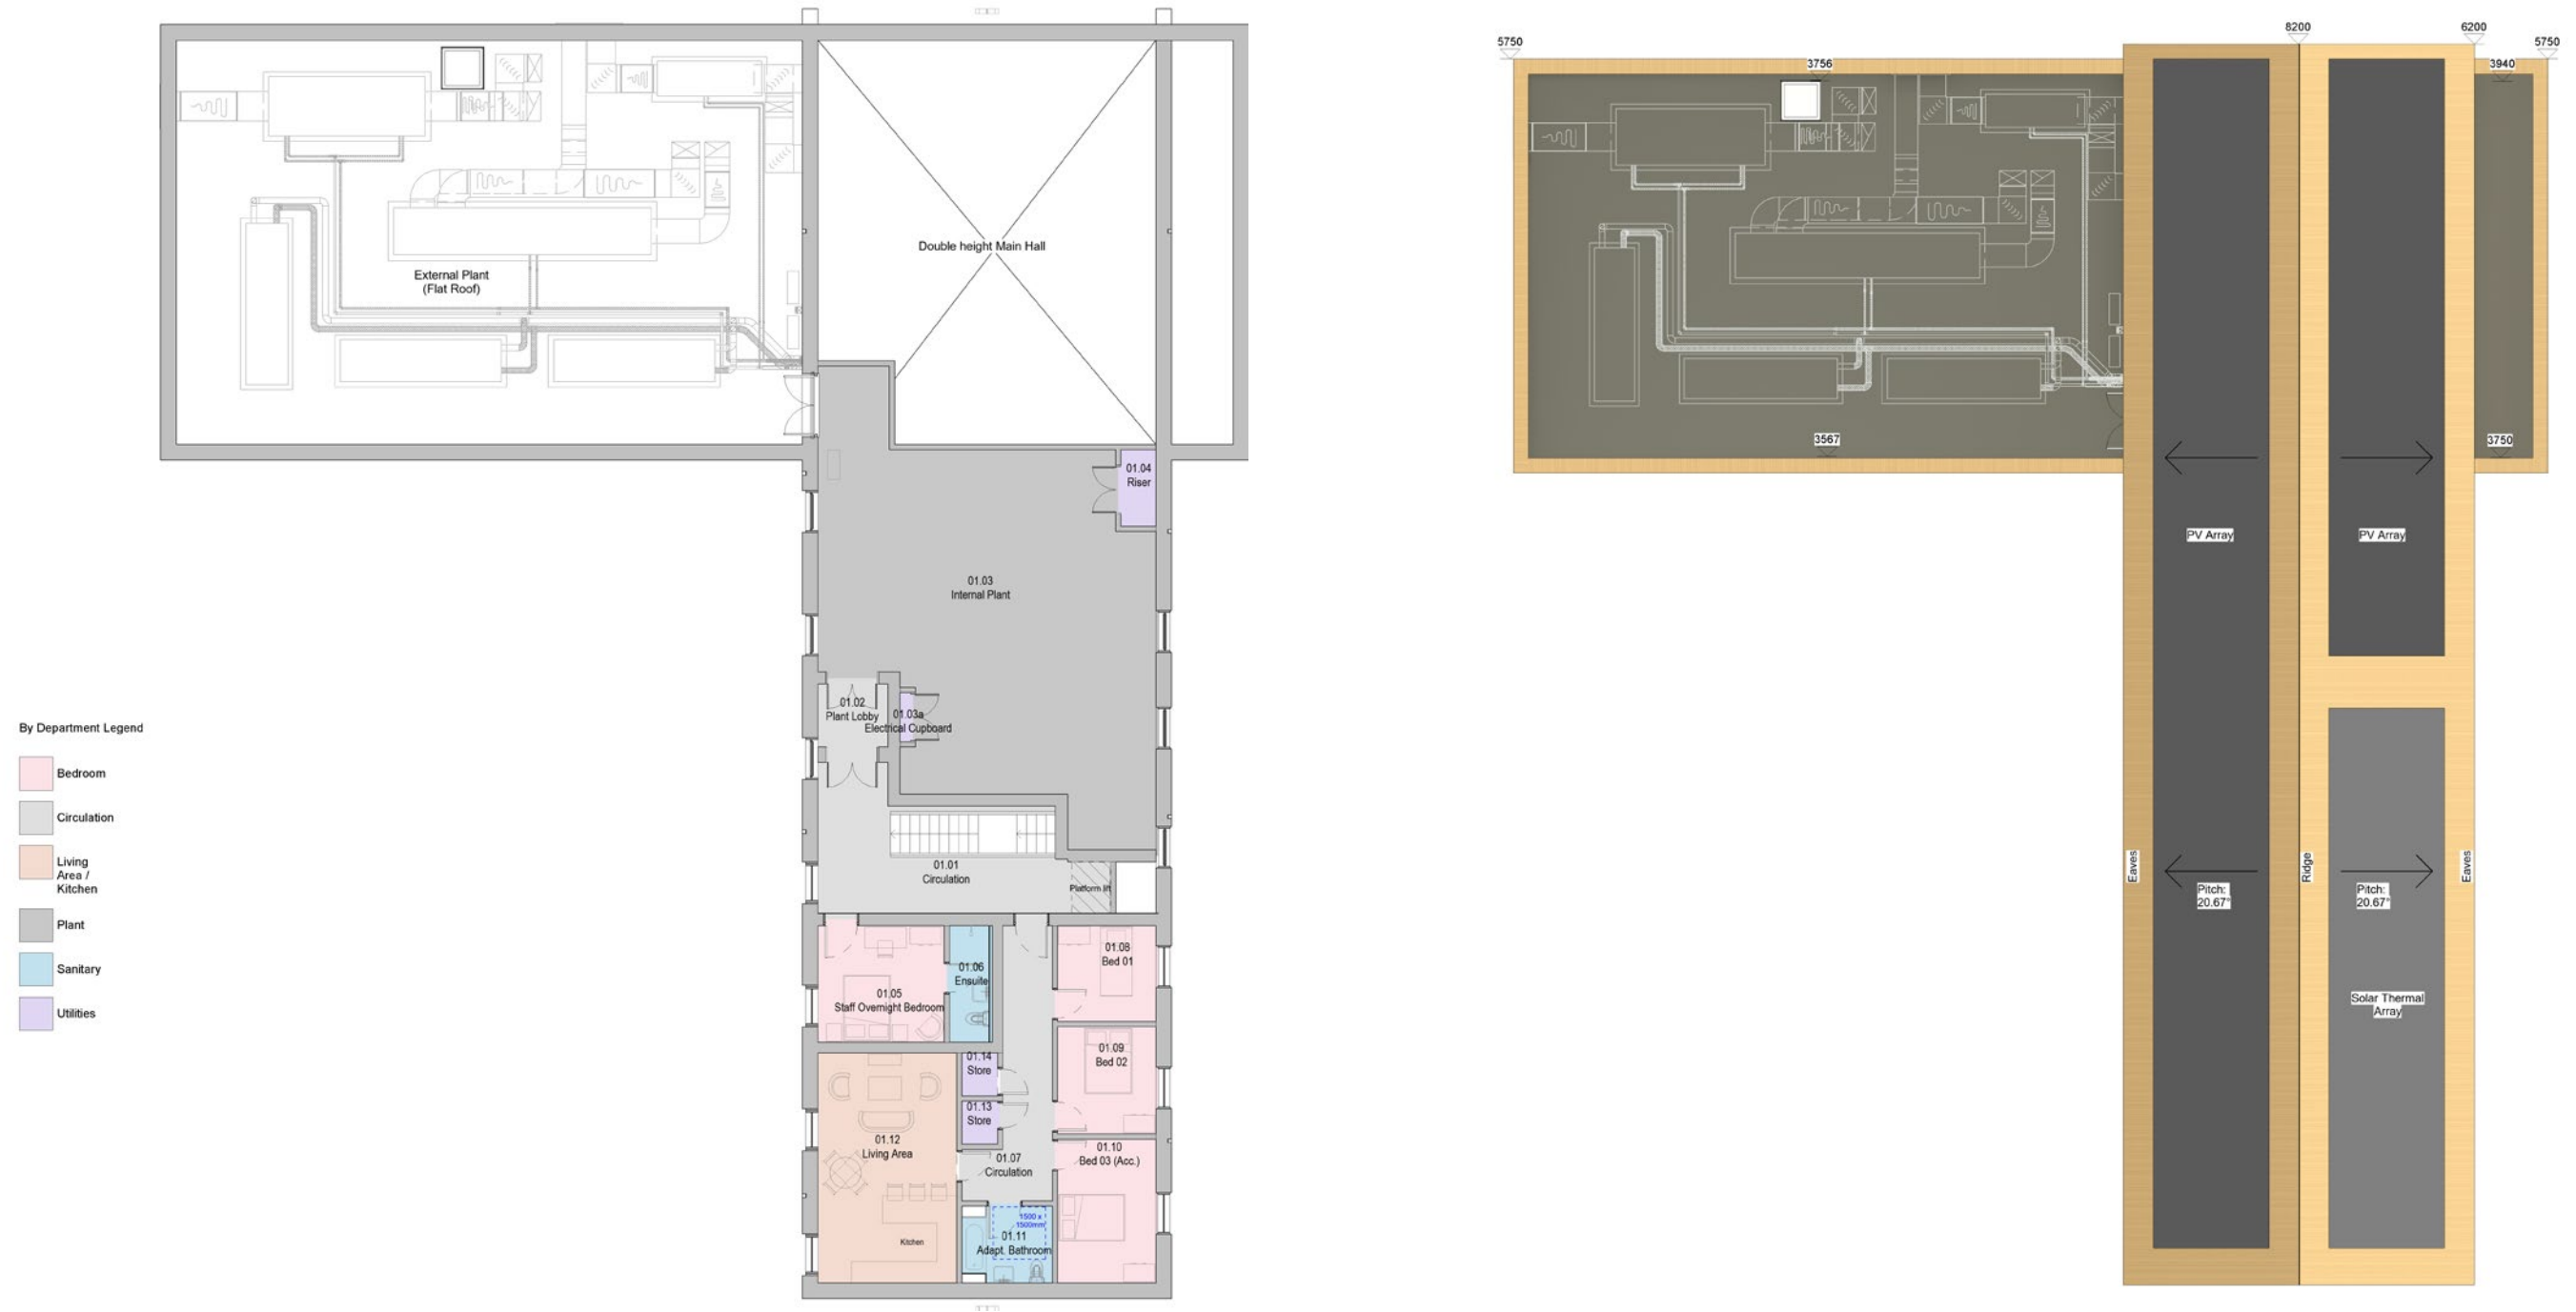 Double height Main Hall
External Plant
(Flat Roof)
01.04
Riser
01.03
Internal Plant
01.02
Plant Lobby
01.03a
Electrical Cupboard
01.01
Circulation
Platform lift
01.05
Staff Overnight Bedroom
01.06
Ensuite
01.08
Bed 01
01.09
Bed 02
01.14
Store
01.13
Store
01.12
Living Area
01.07
Circulation
01.10
Bed 03 (Acc.)
1500 x
1500mm
01.11
Adapt. Bathroom
Kitchen
By Department Legend
Bedroom
Circulation
Living
Area /
Kitchen
Plant
Sanitary
Utilities
5750
8200
6200
5750
3756
3940
3567
3750
PV Array
PV Array
Eaves
Ridge
Eaves
Pitch:
20.67°
Pitch:
20.67°
Solar Thermal
Array